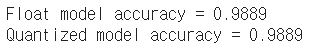 Float model accuracy = 0.9889
Quantized model accuracy = 0.9889